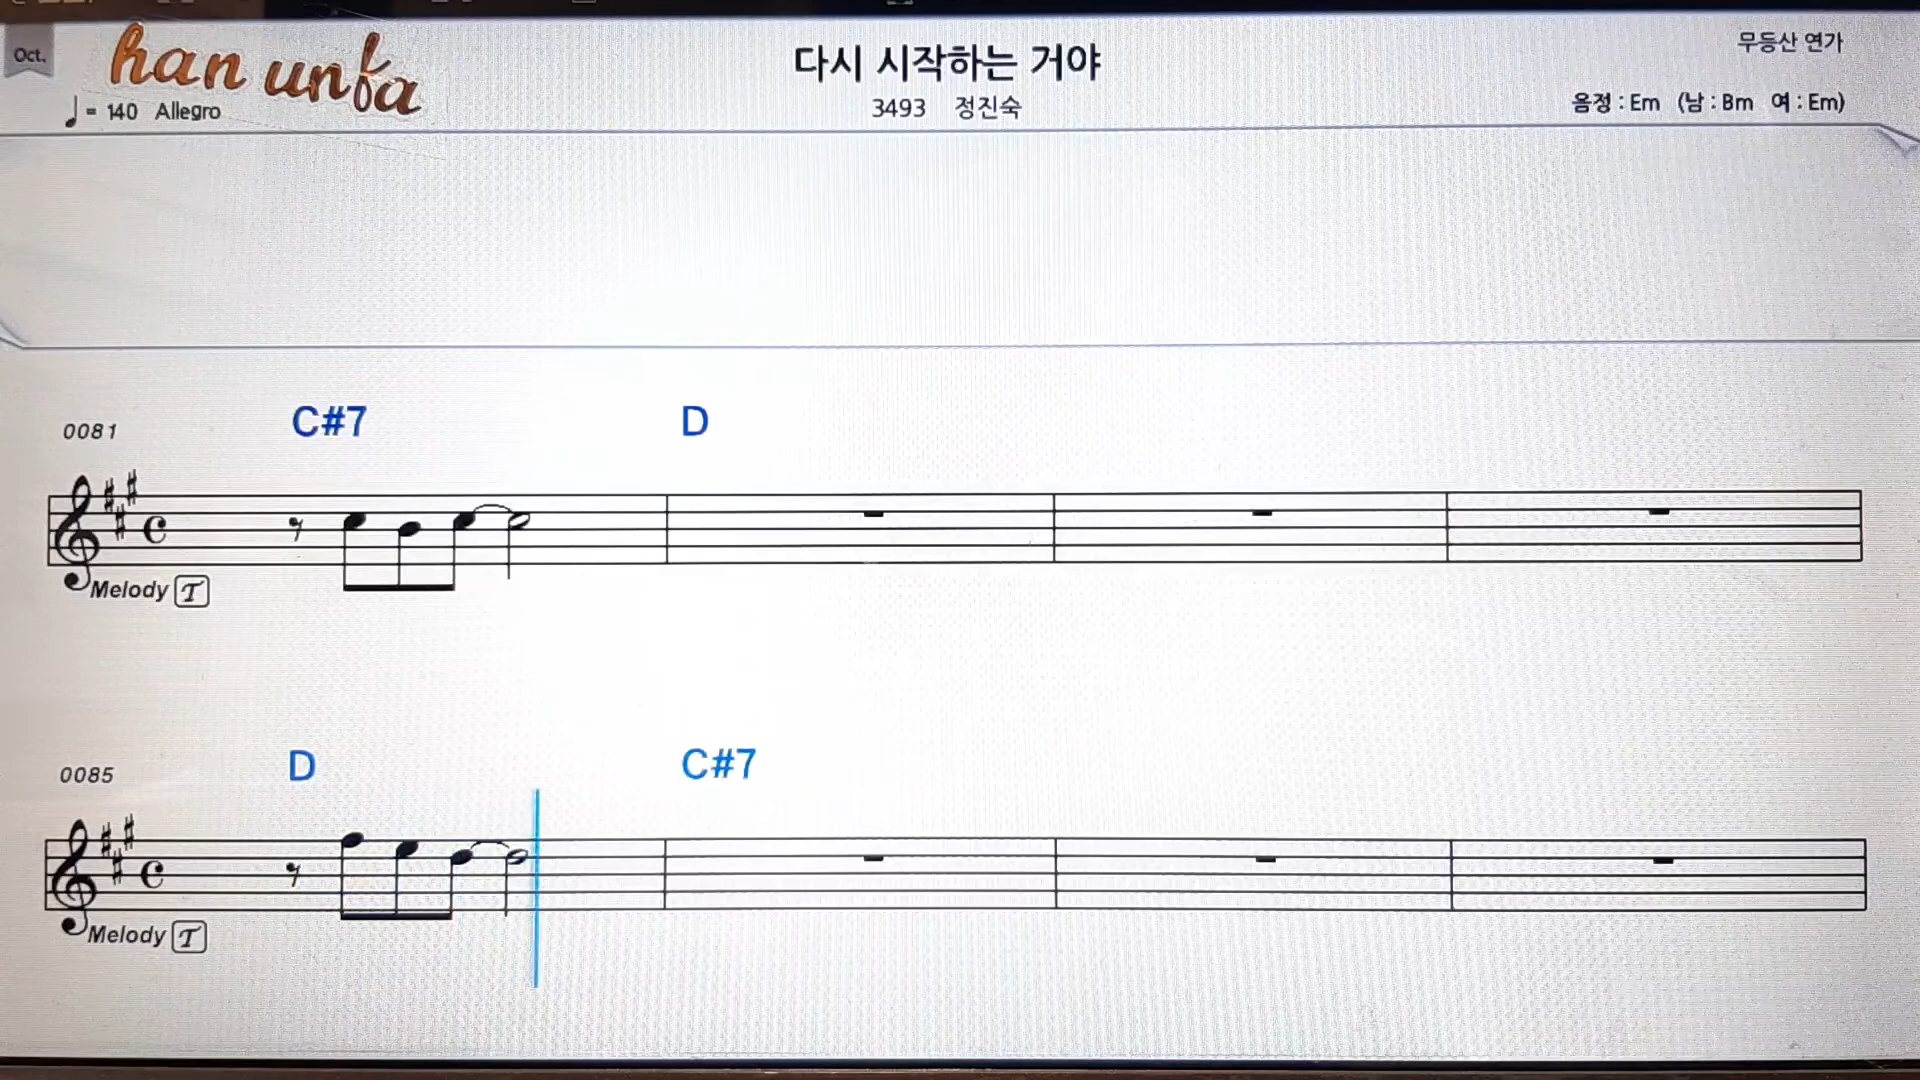 Oct.
han unfa
♩ = 140 Allegro
다시 시작하는 거야
3493 정진숙
무등산 연가
음정 : Em (남 : Bm 여 : Em)
0081
C#7 D
Melody T
0085
D C#7
Melody T